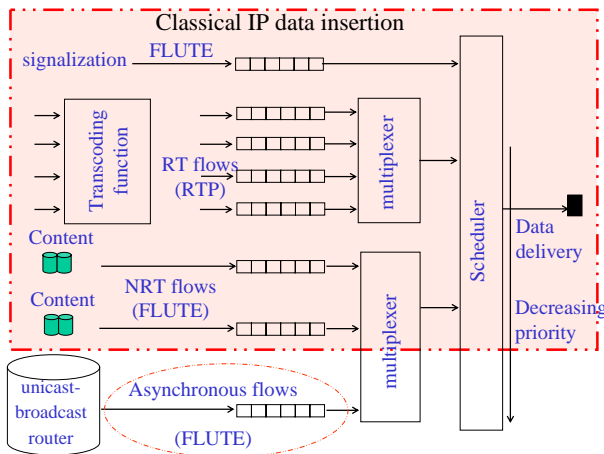 Classical IP data insertion
signalization
FLUTE
Transcoding
function
RT flows
(RTP)
multiplexer
Scheduler
Data
delivery
Content
NRT flows
(FLUTE)
Content
Decreasing
priority
multiplexer
unicast-
broadcast
router
Asynchronous flows
(FLUTE)